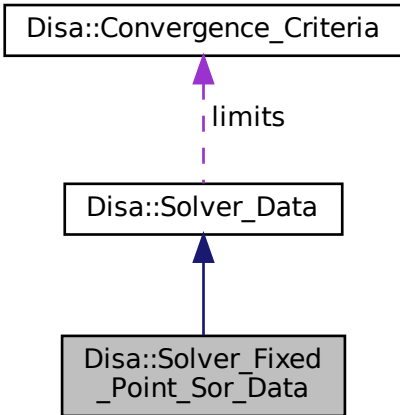 Disa::Convergence_Criteria
limits
Disa::Solver_Data
Disa::Solver_Fixed
_Point_Sor_Data